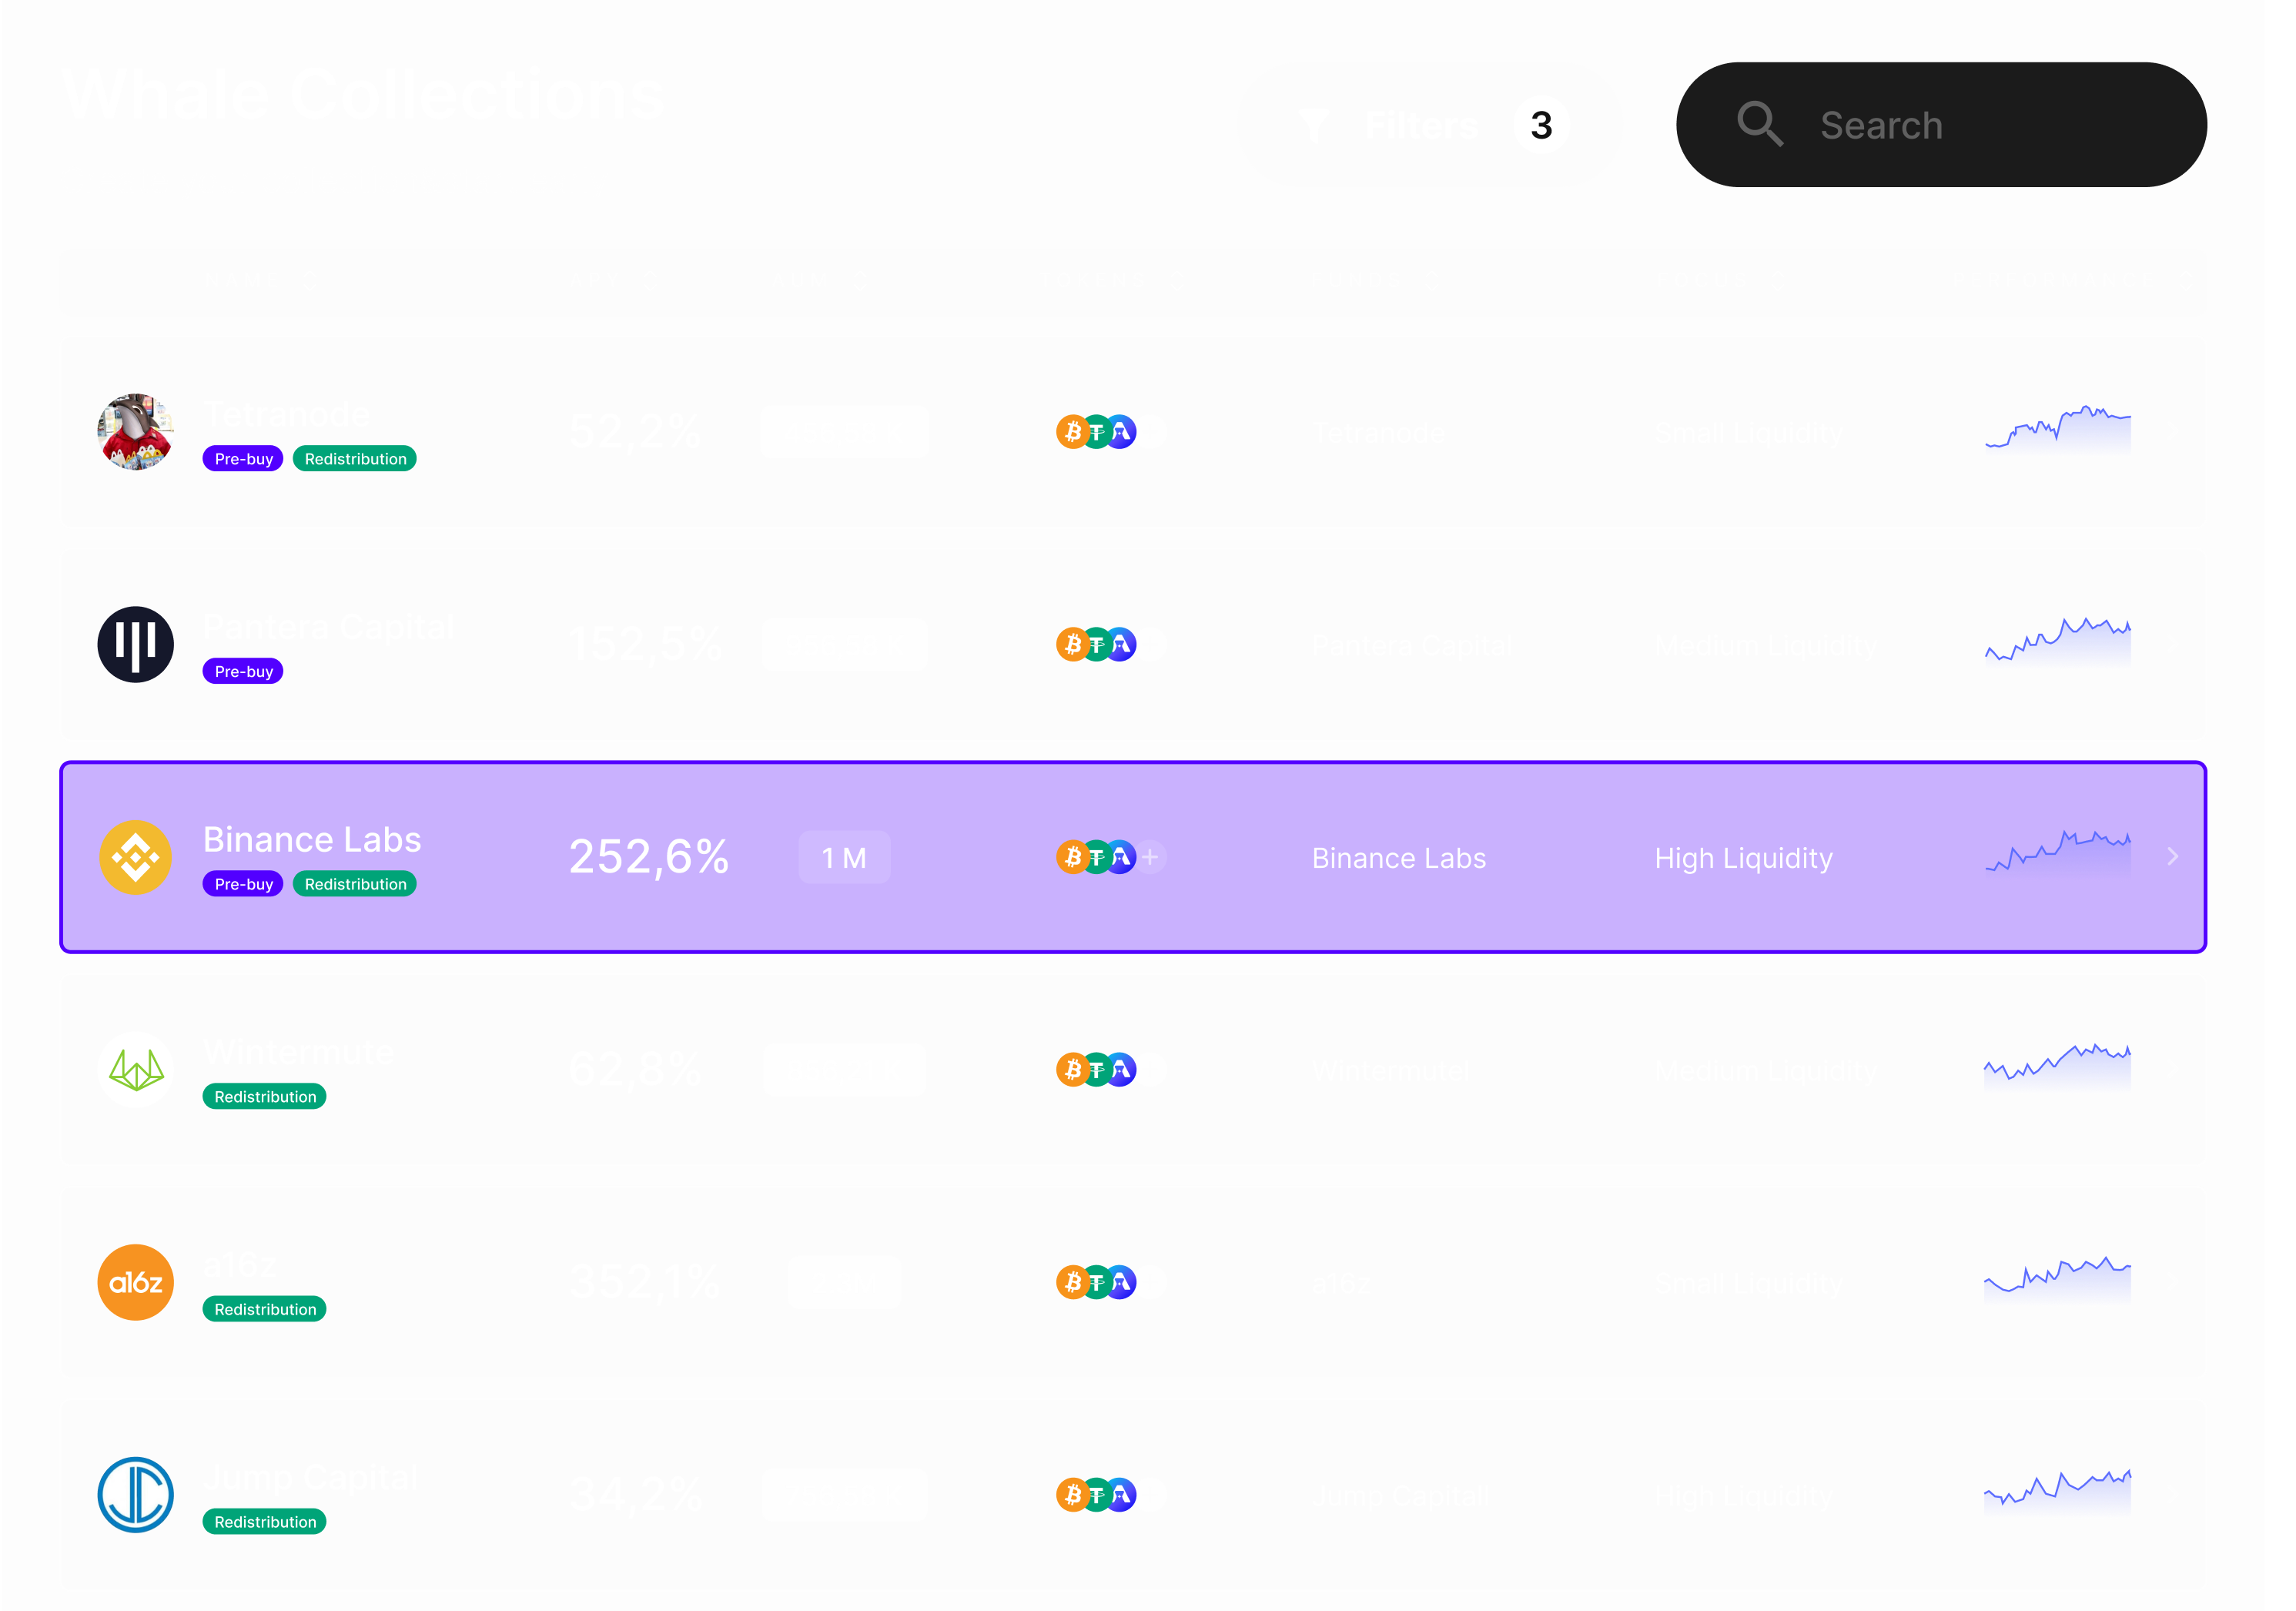 Whale Collections
Filters 3 Search
Tetranode
Pre-buy Redistribution
52,2%
Tetranode
Small Liquidity
Pantera Capital
Pre-buy
152,5%
Pantera Capital
Medium Liquidity
Binance Labs
Pre-buy Redistribution
252,6%
1 M
Binance Labs
High Liquidity
Wintermute
Redistribution
62,8%
Wintermute
Medium Liquidity
a16z
a16z
Redistribution
352,1%
a16z
Small Liquidity
Jump Capital
Redistribution
34,2%
Jump Capital
High Liquidity